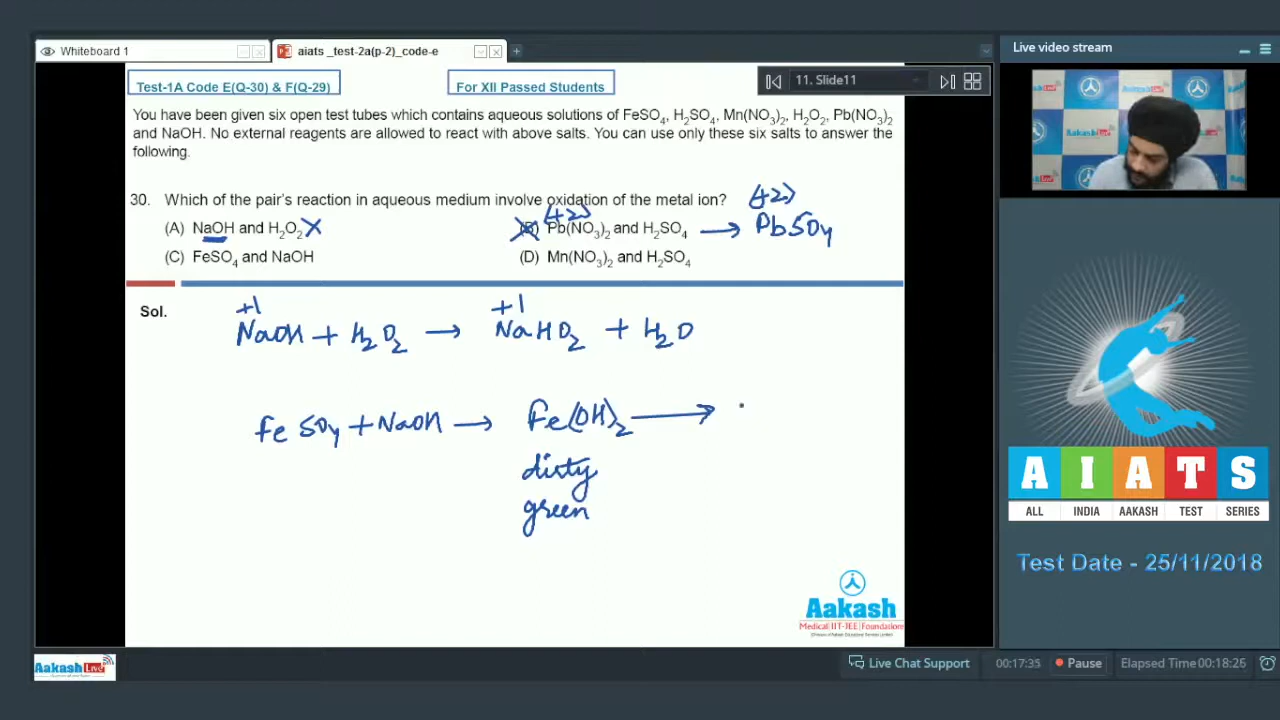 Whiteboard 1
aiats _test-2a(p-2)_code-e
Live video stream
11. Slide11
Test-1A Code E(Q-30) & F(Q-29)
For XII Passed Students
You have been given six open test tubes which contains aqueous solutions of FeSO₄, H₂SO₄, Mn(NO₃)₂, H₂O₂, Pb(NO₃)₂
and NaOH. No external reagents are allowed to react with above salts. You can use only these six salts to answer the
following.
30. Which of the pair's reaction in aqueous medium involve oxidation of the metal ion?
(+2)
(+2)
(A) NaOH and H₂O₂ X
(B) Pb(NO₃)₂ and H₂SO₄ → PbSO₄
(C) FeSO₄ and NaOH
(D) Mn(NO₃)₂ and H₂SO₄
Sol.
+1 +1
NaOH + H₂O₂ → NaHO₂ + H₂O
FeSO₄ + NaOH → Fe(OH)₂ →
dirty
green
Aakash
Medical|IIT-JEE|Foundations
AakashLive
A I A T S
ALL INDIA AAKASH TEST SERIES
Test Date - 25/11/2018
Aakash Live
Live Chat Support
00:17:35
Pause
Elapsed Time 00:18:26